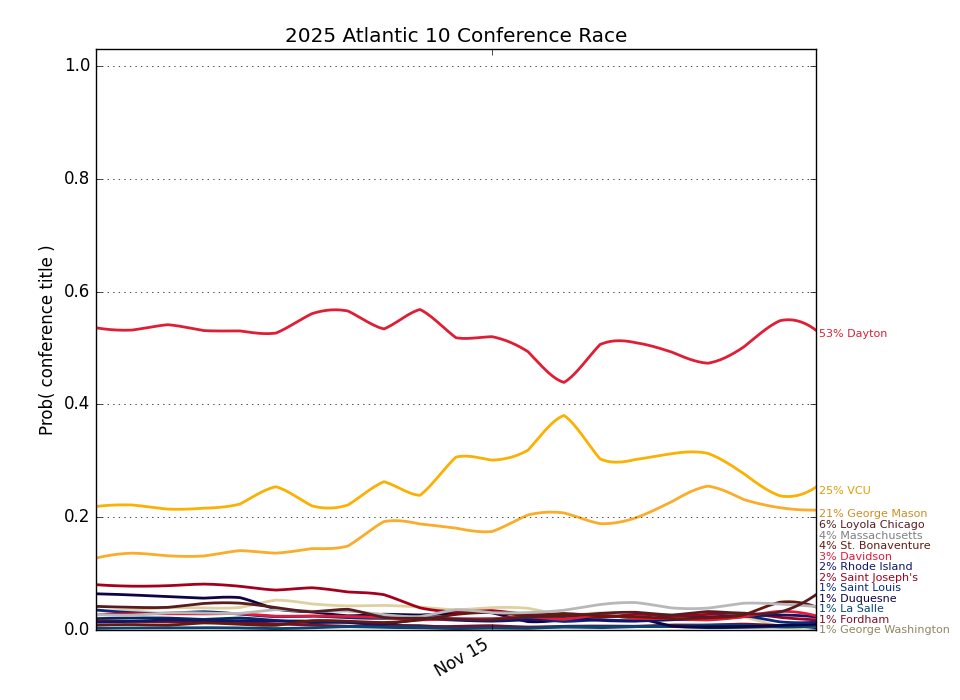 2025 Atlantic 10 Conference Race
Prob( conference title )
1.0
0.8
0.6
0.4
0.2
0.0
Nov 15
53% Dayton
25% VCU
21% George Mason
6% Loyola Chicago
4% Massachusetts
4% St. Bonaventure
3% Davidson
2% Rhode Island
2% Saint Joseph's
1% Saint Louis
1% Duquesne
1% La Salle
1% Fordham
1% George Washington